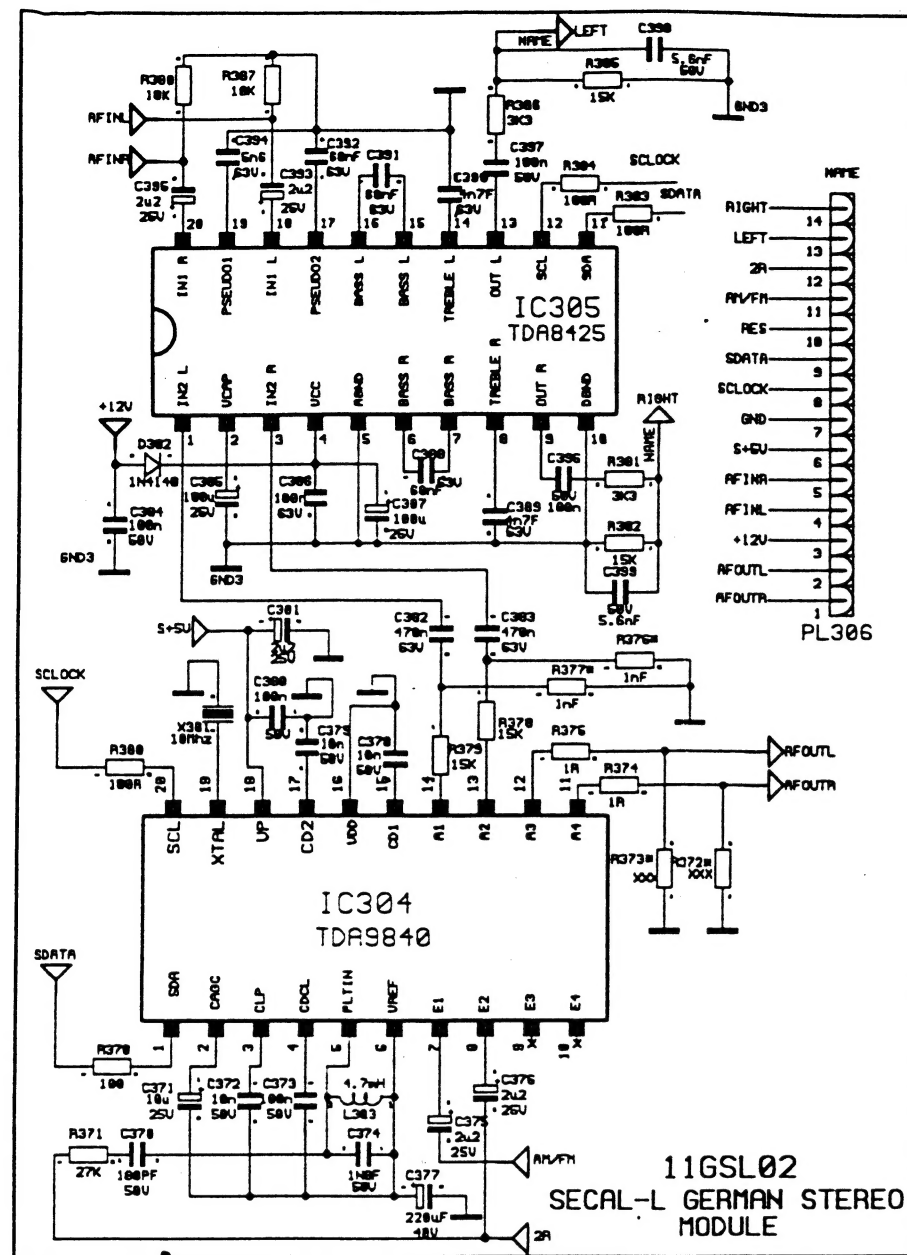 LEFT
NAME
C398
5.6nF
50V
R385
15K
GND3
R388
10K
R387
10K
R386
3K3
AFINL
AFINR
C394
5n6
63V
C392
68nF
63V
C391
68nF
63V
C397
100n
50V
R384
100R
SCLOCK
R383
100R
SDATA
C395
2u2
25V
C393
2u2
25V
C390
4n7F
63V
20
19
18
17
16
15
14
13
12
11
IN1 R
PSEUDO1
IN1 L
PSEUDO2
BASS L
BASS L
TREBLE L
OUT L
SCL
SDA
IC305
TDA8425
IN2 L
VCAP
IN2 R
VCC
AGND
BASS R
BASS R
TREBLE R
OUT R
DGND
1
2
3
4
5
6
7
8
9
10
NAME
RIGHT
14
LEFT
13
2A
12
AM/FM
11
RES
10
SDATA
9
SCLOCK
8
GND
7
S+5V
6
AFINR
5
AFINL
4
+12V
3
AFOUTL
2
AFOUTR
1
PL306
+12V
D382
1N4148
C384
100n
50V
GND3
C385
100u
25V
GND3
C386
100n
63V
C387
100u
25V
C388
68nF
63V
C389
4n7F
63V
C396
50V
100n
R381
3K3
RIGHT
NAME
R382
15K
C399
50V
5.6nF
S+5V
C381
2u2
25V
C382
470n
63V
C383
470n
63V
R376*
1nF
R377*
1nF
SCLOCK
R380
100R
X381
10Mhz
C380
100n
50V
C379
10n
50V
C378
10n
50V
R379
15K
R378
15K
R375
1R
R374
1R
AFOUTL
AFOUTR
R373*
XXX
R372*
XXX
20
19
18
17
16
15
14
13
12
11
SCL
XTAL
VP
CD2
VDD
CD1
A1
A2
A3
A4
IC304
TDA9840
SDA
CAGC
CLP
CDCL
PLTIN
VREF
E1
E2
E3
E4
1
2
3
4
5
6
7
8
9
10
X
X
SDATA
R370
100
C371
10u
25V
C372
10n
50V
C373
100n
50V
4.7mH
L303
C374
50V
C375
2u2
25V
C376
2u2
25V
R371
27K
C370
180PF
50V
C377
220uF
40V
AM/FM
2A
11GSL02
SECAL-L GERMAN STEREO
MODULE